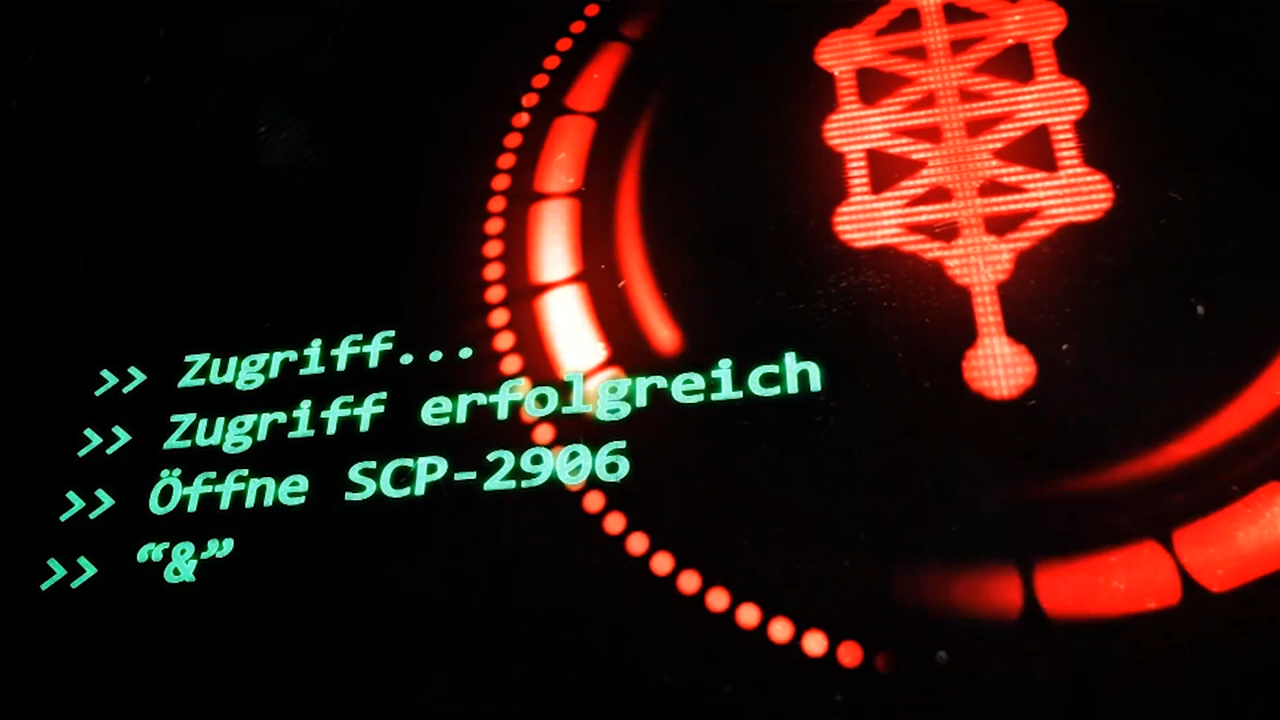 >> Zugriff...
>> Zugriff erfolgreich
>> Öffne SCP-2906
>> “&”